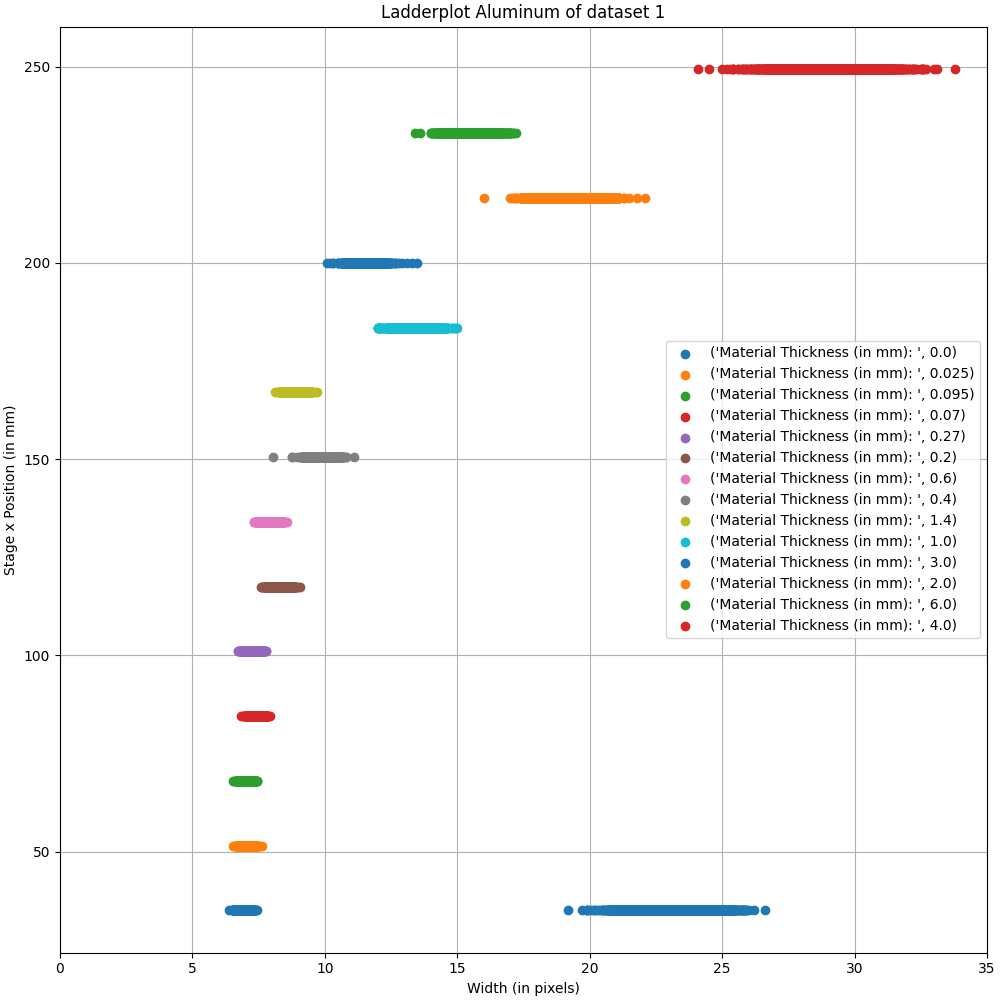 Ladderplot Aluminum of dataset 1
Stage x Position (in mm)
250
200
150
100
50
('Material Thickness (in mm): ', 0.0)
('Material Thickness (in mm): ', 0.025)
('Material Thickness (in mm): ', 0.095)
('Material Thickness (in mm): ', 0.07)
('Material Thickness (in mm): ', 0.27)
('Material Thickness (in mm): ', 0.2)
('Material Thickness (in mm): ', 0.6)
('Material Thickness (in mm): ', 0.4)
('Material Thickness (in mm): ', 1.4)
('Material Thickness (in mm): ', 1.0)
('Material Thickness (in mm): ', 3.0)
('Material Thickness (in mm): ', 2.0)
('Material Thickness (in mm): ', 6.0)
('Material Thickness (in mm): ', 4.0)
0 5 10 15 20 25 30 35
Width (in pixels)